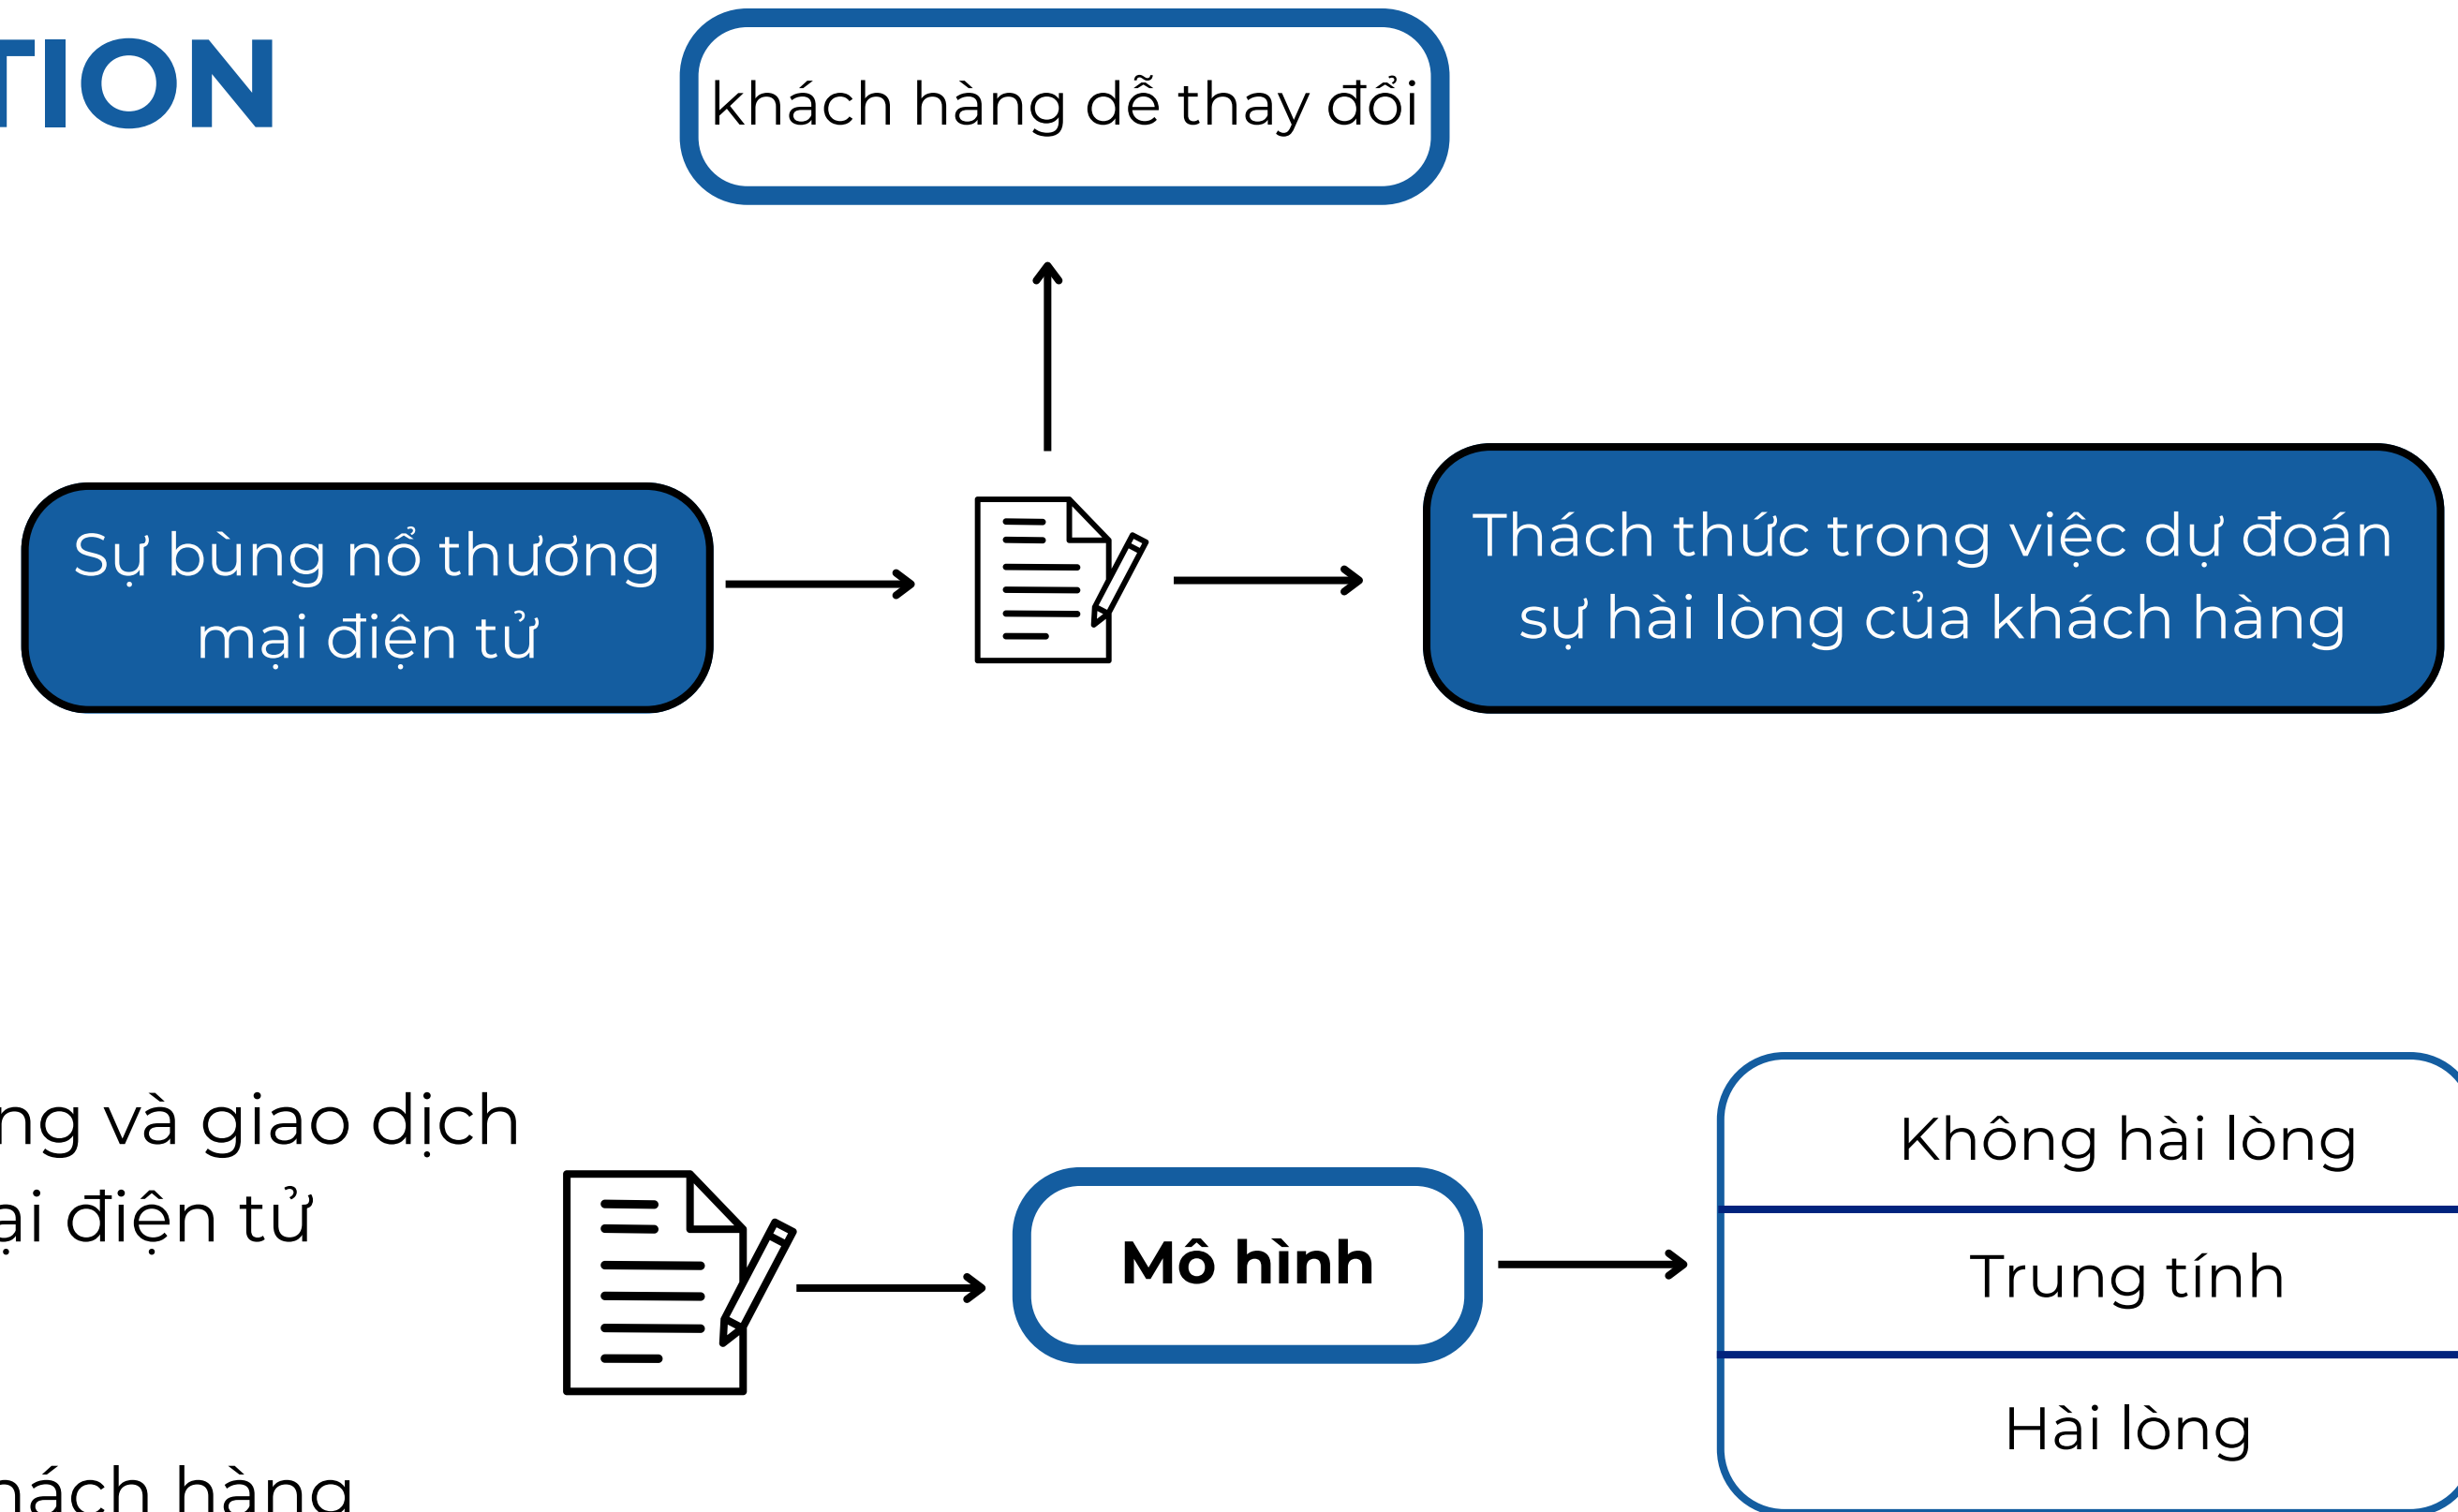 TION
khách hàng dễ thay đổi
Sự bùng nổ thương
mại điện tử
Thách thức trong việc dự đoán
sự hài lòng của khách hàng
ng và giao dịch
ại điện tử
hách hàng
Mô hình
Không hài lòng
Trung tính
Hài lòng